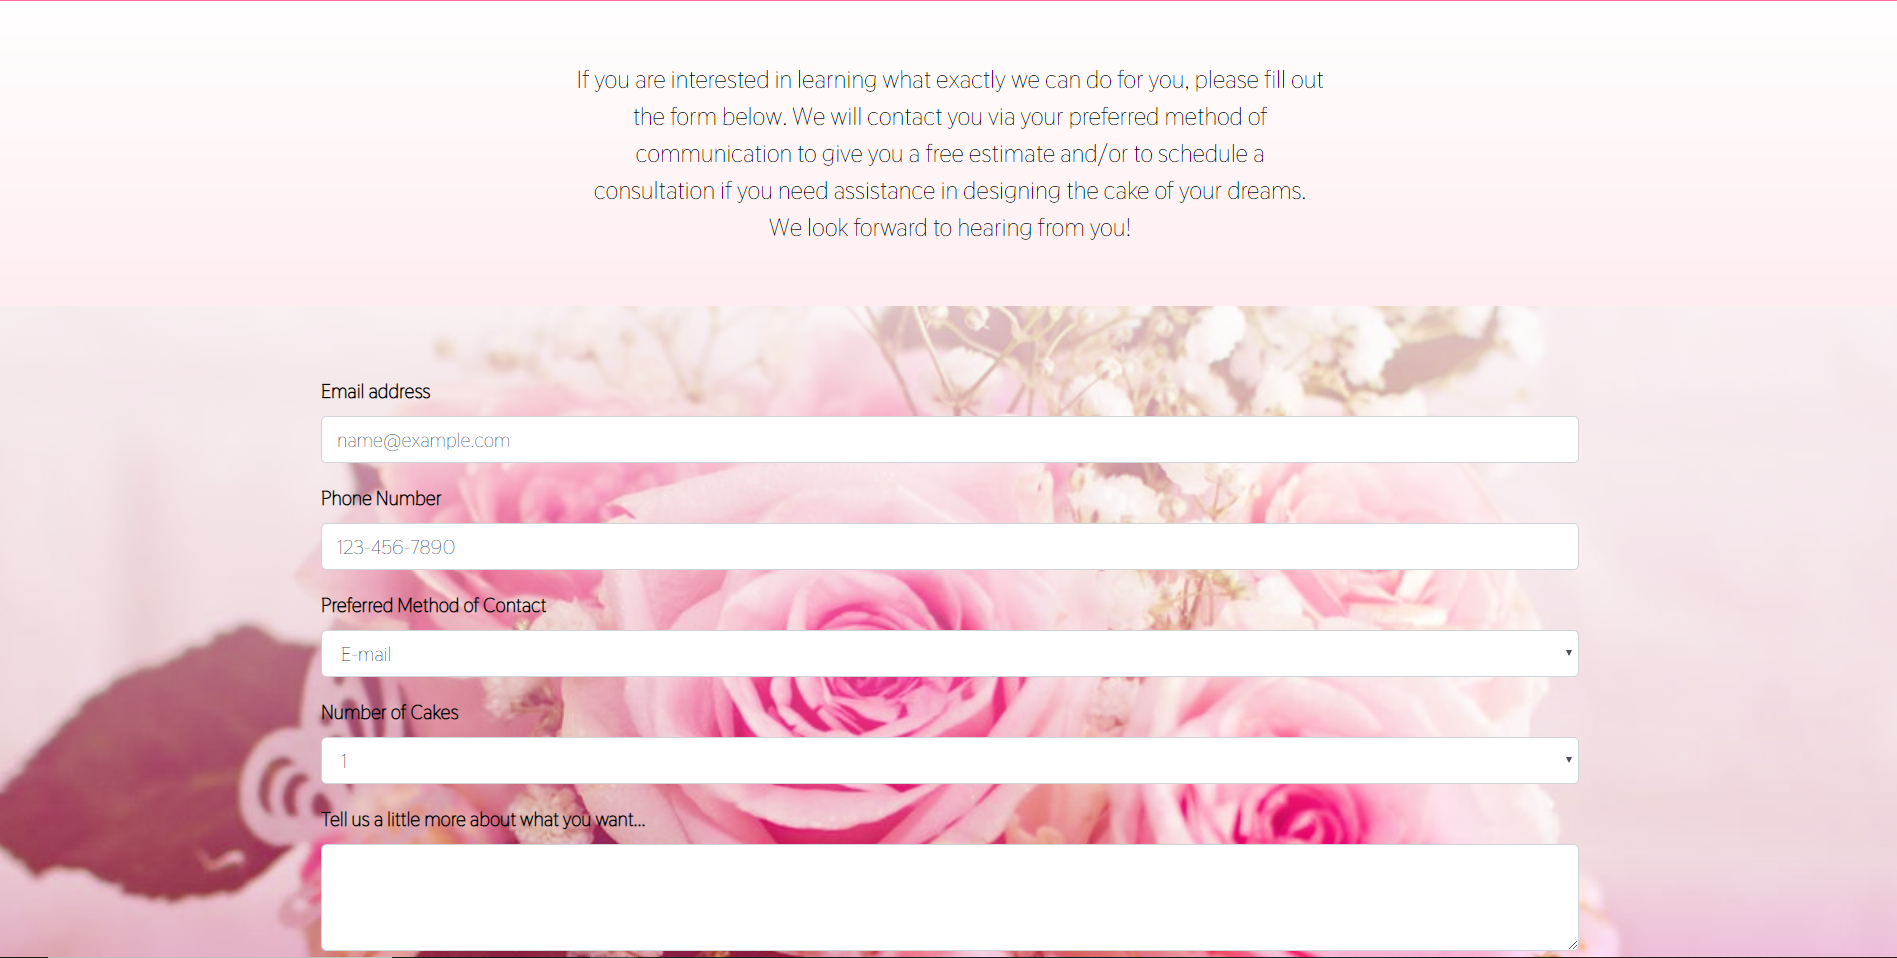 If you are interested in learning what exactly we can do for you, please fill out
the form below. We will contact you via your preferred method of
communication to give you a free estimate and/or to schedule a
consultation if you need assistance in designing the cake of your dreams.
We look forward to hearing from you!
Email address
name@example.com
Phone Number
123-456-7890
Preferred Method of Contact
E-mail
Number of Cakes
1
Tell us a little more about what you want...